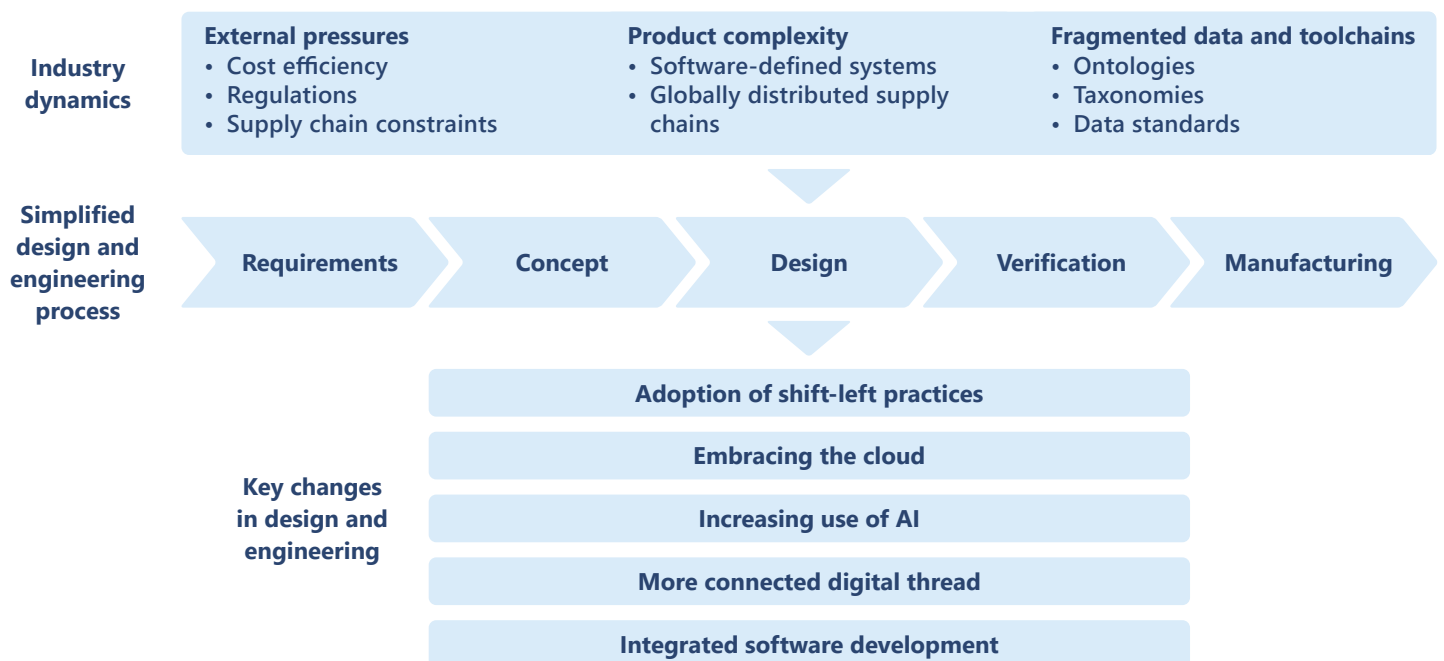 Industry
dynamics
External pressures
• Cost efficiency
• Regulations
• Supply chain constraints
Product complexity
• Software-defined systems
• Globally distributed supply
chains
Fragmented data and toolchains
• Ontologies
• Taxonomies
• Data standards
Simplified
design and
engineering
process
Requirements
Concept
Design
Verification
Manufacturing
Key changes
in design and
engineering
Adoption of shift-left practices
Embracing the cloud
Increasing use of AI
More connected digital thread
Integrated software development